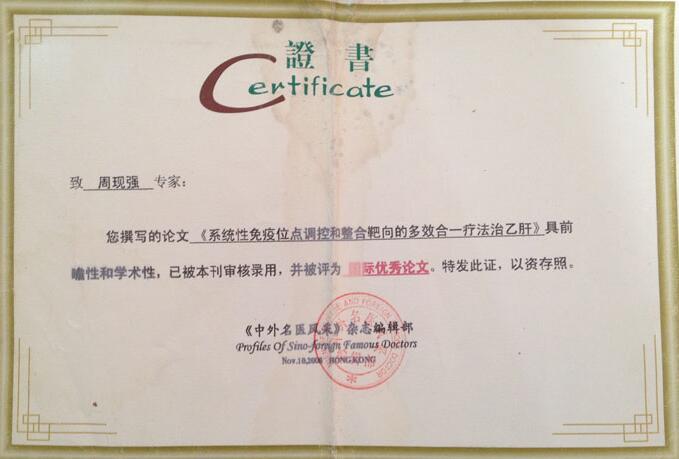 證書
Certificate
致 周现强 专家：
您撰写的论文《系统性免疫位点调控和整合靶向的多效合一疗法治乙肝》具前
瞻性和学术性，已被本刊审核录用，并被评为 国际优秀论文。特发此证，以资存照。
《中外名医风采》杂志编辑部
Profiles Of Sino-foreign Famous Doctors
Nov.10,2008 HONGKONG